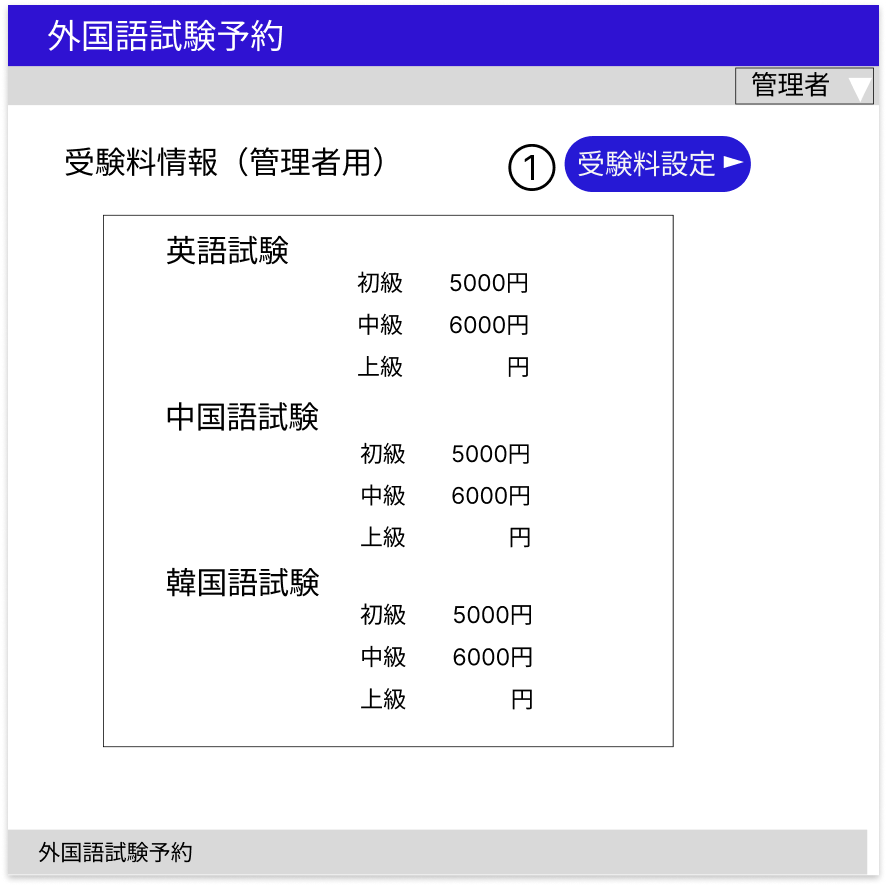 外国語試験予約
管理者 ▼
受験料情報（管理者用） ① 受験料設定 ►
英語試験
初級 5000円
中級 6000円
上級 円
中国語試験
初級 5000円
中級 6000円
上級 円
韓国語試験
初級 5000円
中級 6000円
上級 円
外国語試験予約